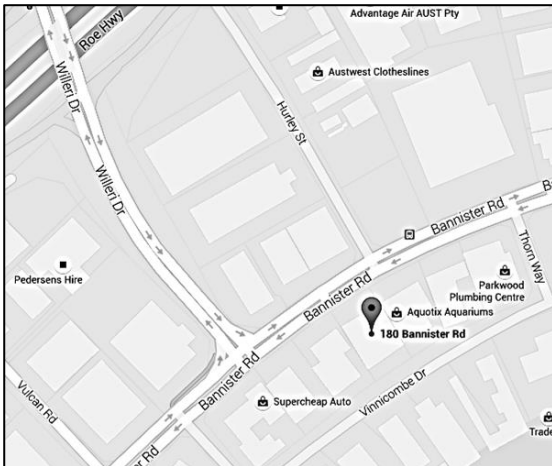 Advantage Air AUST Pty
Roe Hwy
Austwest Clotheslines
Willeri Dr
Hurley St
Willeri Dr
Bannister Rd
B
Thorn Way
Pedersens Hire
Parkwood
Plumbing Centre
Bannister Rd
Aquotix Aquariums
180 Bannister Rd
Bannister Rd
Vinnicombe Dr
Supercheap Auto
Vulcan Rd
Trade
er Rd